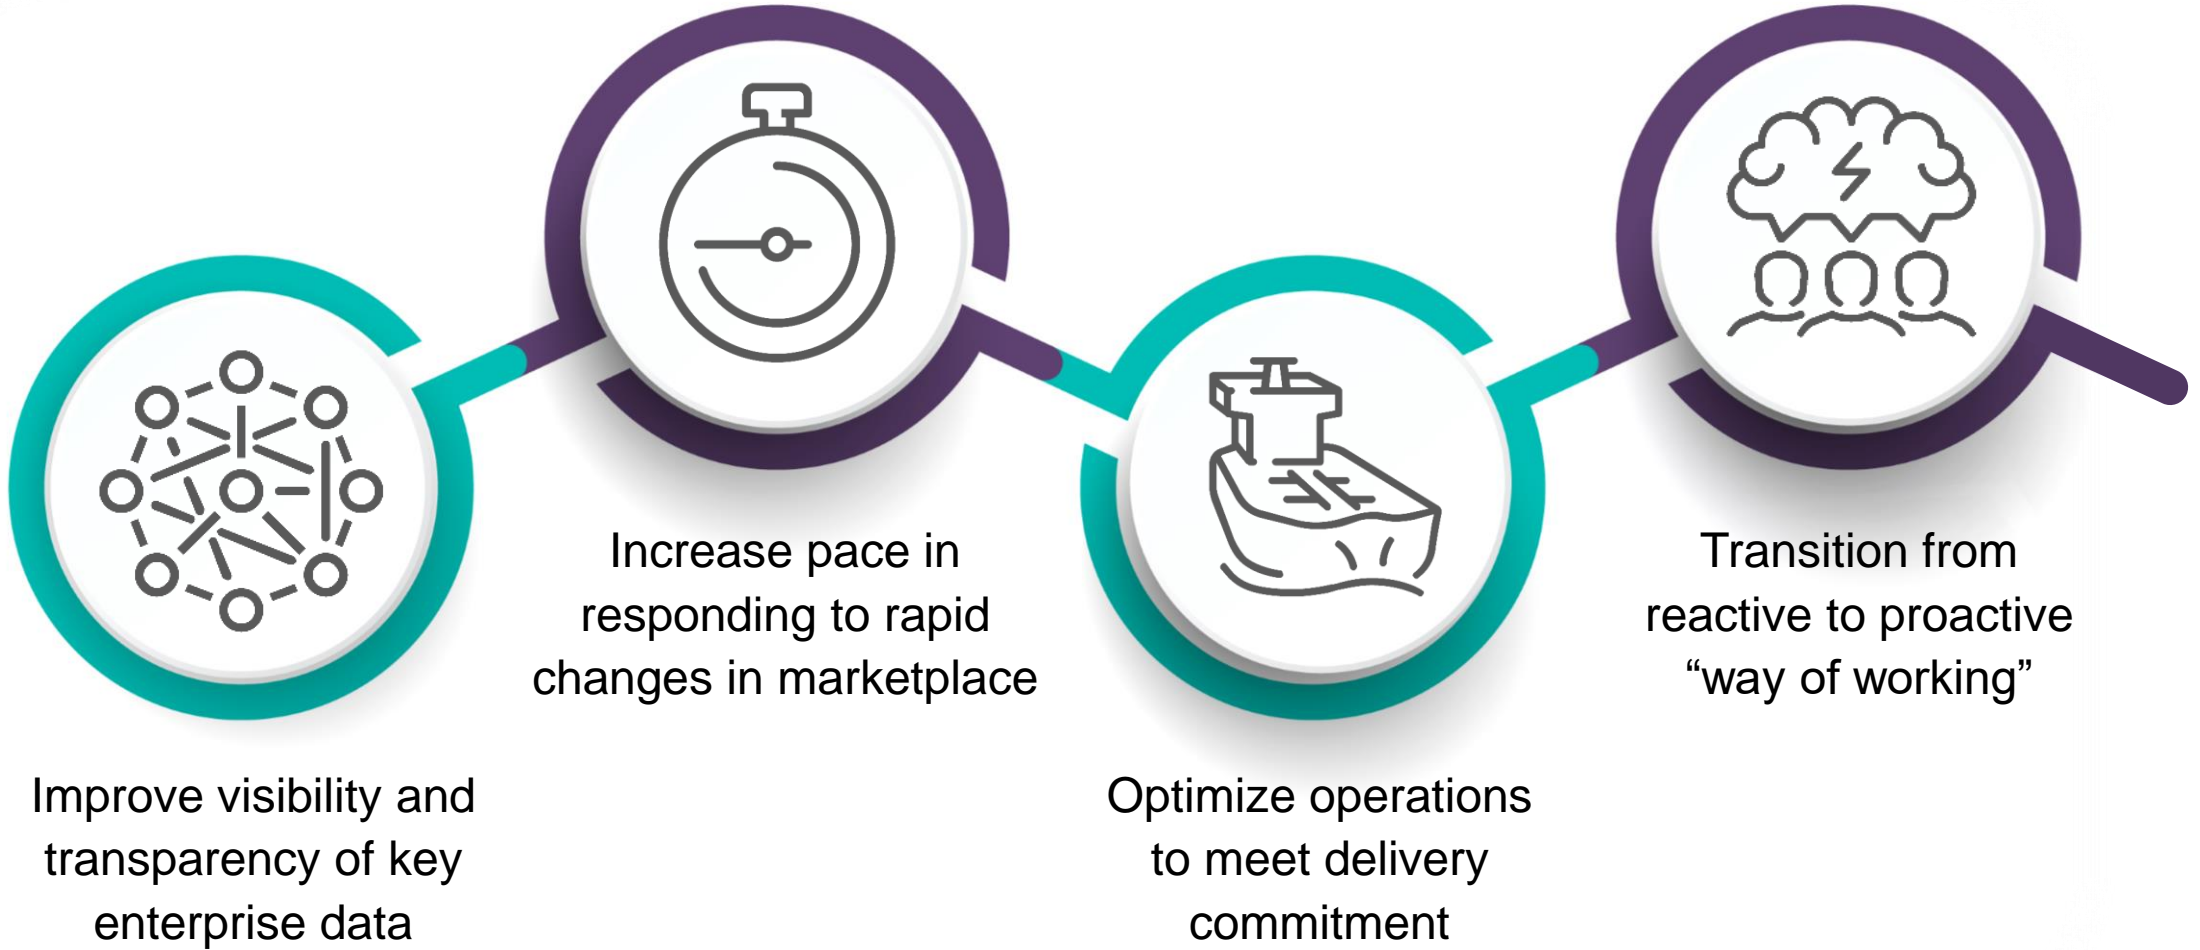 Improve visibility and
transparency of key
enterprise data
Increase pace in
responding to rapid
changes in marketplace
Optimize operations
to meet delivery
commitment
Transition from
reactive to proactive
“way of working”